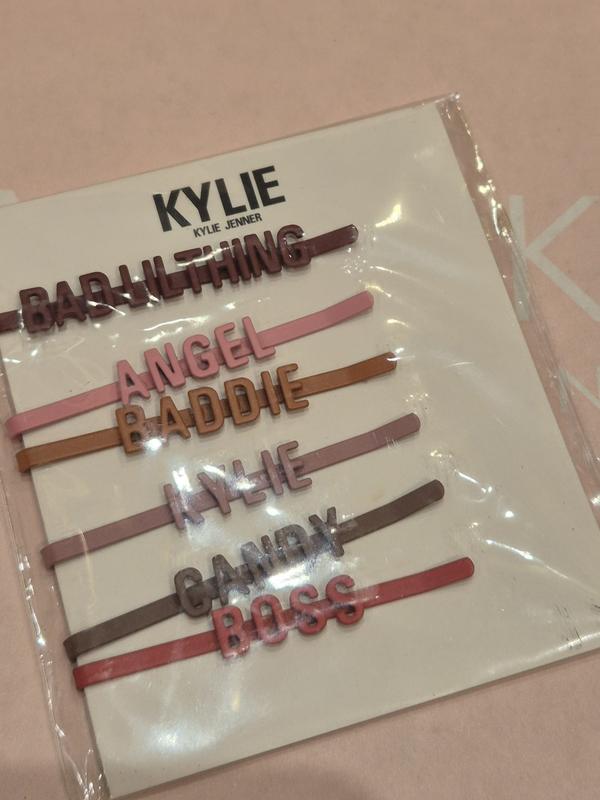 KYLIE
KYLIE JENNER
BAD LIL THING
ANGEL
BADDIE
KYLIE
CANDY
BOSS
K